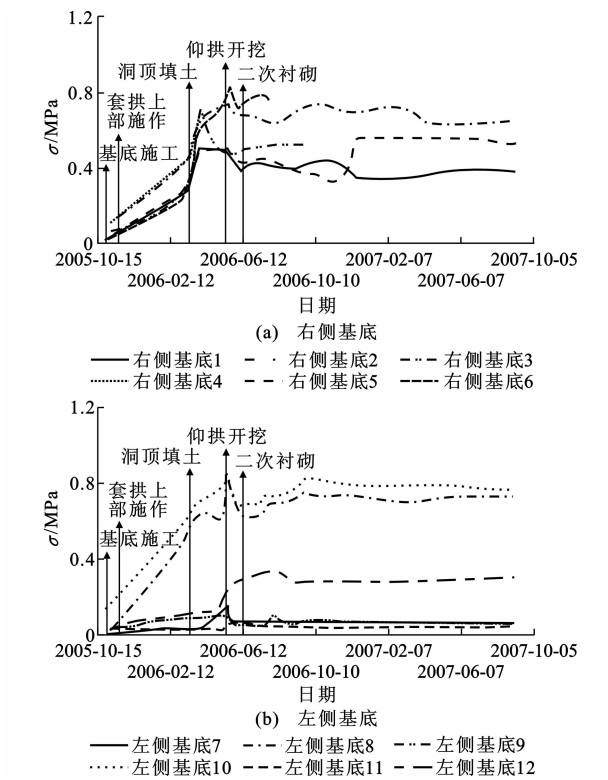 1.2
仰拱开挖
洞顶填土
二次衬砌
0.8
套拱上
部施作
σ/MPa
基底施工
0.4
0
2005-10-15 2006-06-12 2007-02-07 2007-10-05
2006-02-12 2006-10-10 2007-06-07
日期
(a) 右侧基底
右侧基底1 右侧基底2 右侧基底3
右侧基底4 右侧基底5 右侧基底6
1.2
仰拱开挖
洞顶填土
二次衬砌
0.8
套拱上
部施作
σ/MPa
基底施工
0.4
0
2005-10-15 2006-06-12 2007-02-07 2007-10-05
2006-02-12 2006-10-10 2007-06-07
日期
(b) 左侧基底
左侧基底7 左侧基底8 左侧基底9
左侧基底10 左侧基底11 左侧基底12